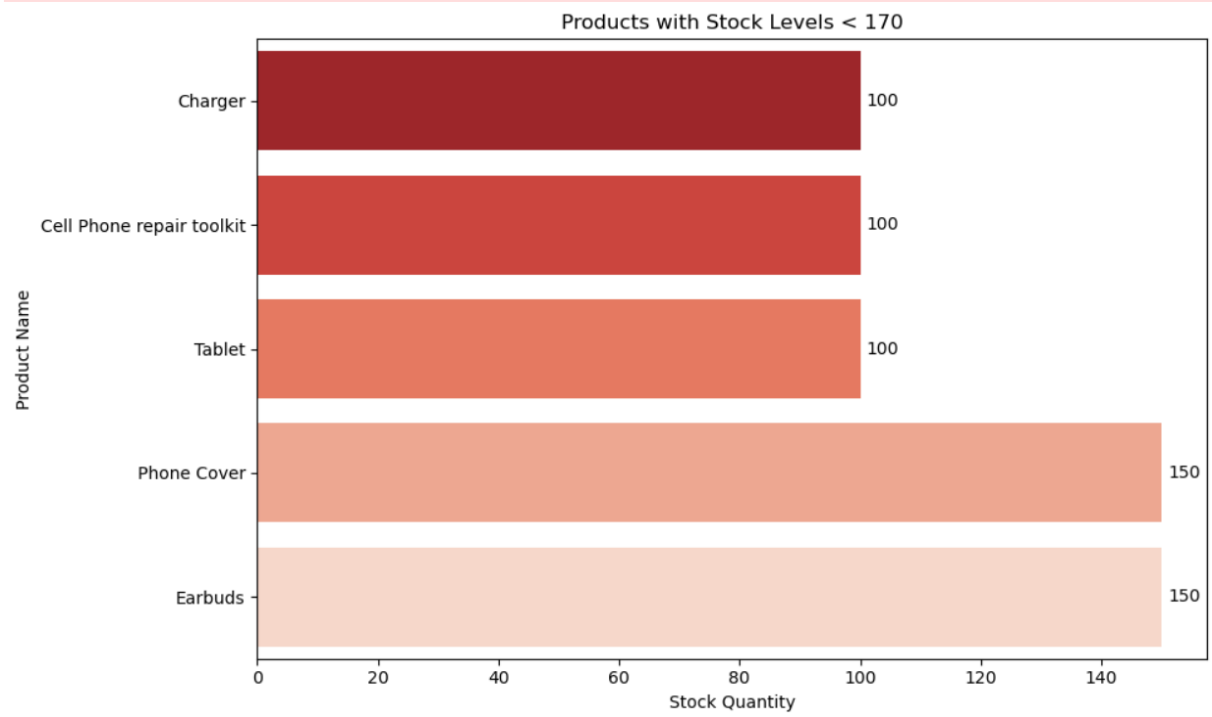 Products with Stock Levels < 170
Product Name
Charger
100
Cell Phone repair toolkit
100
Tablet
100
Phone Cover
150
Earbuds
150
0 20 40 60 80 100 120 140
Stock Quantity